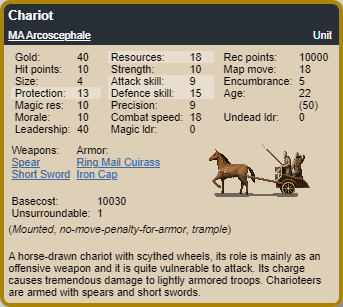 Chariot
MA Arcoscephale Unit
Gold: 40 Resources: 18 Rec points: 10000
Hit points: 10 Strength: 10 Map move: 18
Size: 4 Attack skill: 9 Encumbrance: 5
Protection: 13 Defence skill: 15 Age: 22
Magic res: 10 Precision: 9 (50)
Morale: 10 Combat speed: 18 Undead ldr: 0
Leadership: 40 Magic ldr: 0
Weapons: Armor:
Spear Ring Mail Cuirass
Short Sword Iron Cap
Basecost: 10030
Unsurroundable: 1
(Mounted, no-move-penalty-for-armor, trample)
A horse-drawn chariot with scythed wheels, its role is mainly as an
offensive weapon and it is quite vulnerable to attack. Its charge
causes tremendous damage to lightly armored troops. Charioteers
are armed with spears and short swords.